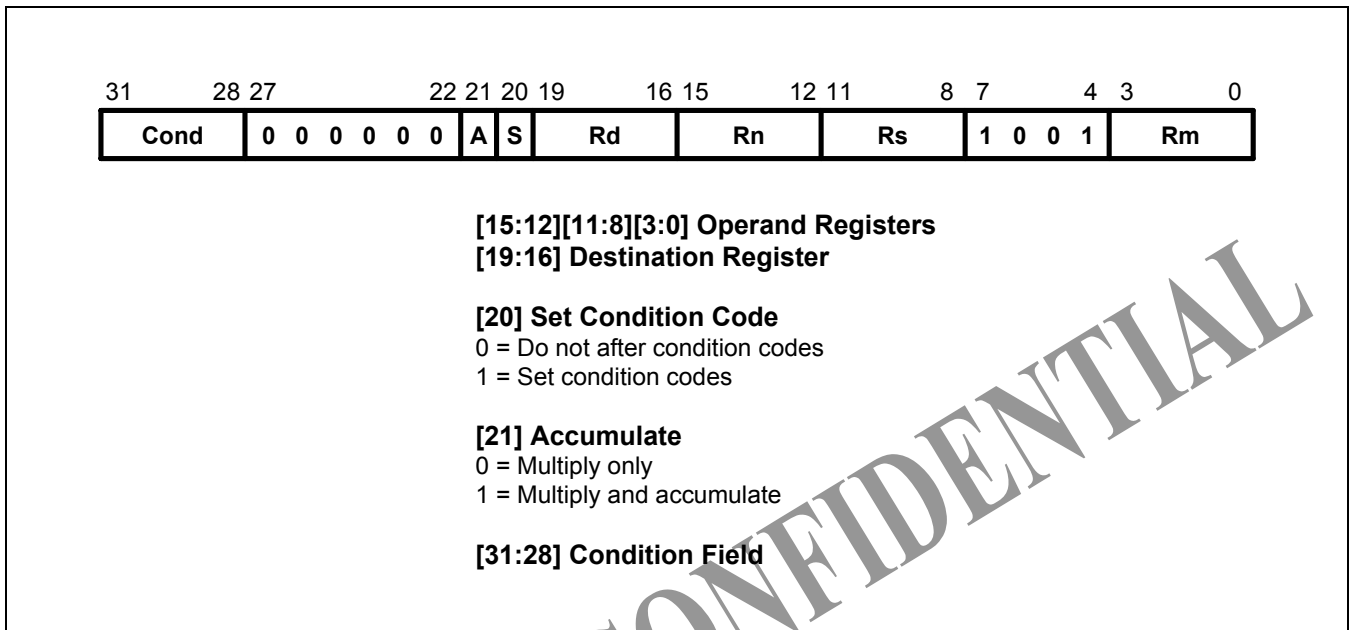 31 28 27 22 21 20 19 16 15 12 11 8 7 4 3 0
Cond 0 0 0 0 0 0 A S Rd Rn Rs 1 0 0 1 Rm
[15:12][11:8][3:0] Operand Registers
[19:16] Destination Register
[20] Set Condition Code
0 = Do not after condition codes
1 = Set condition codes
[21] Accumulate
0 = Multiply only
1 = Multiply and accumulate
[31:28] Condition Field
CONFIDENTIAL